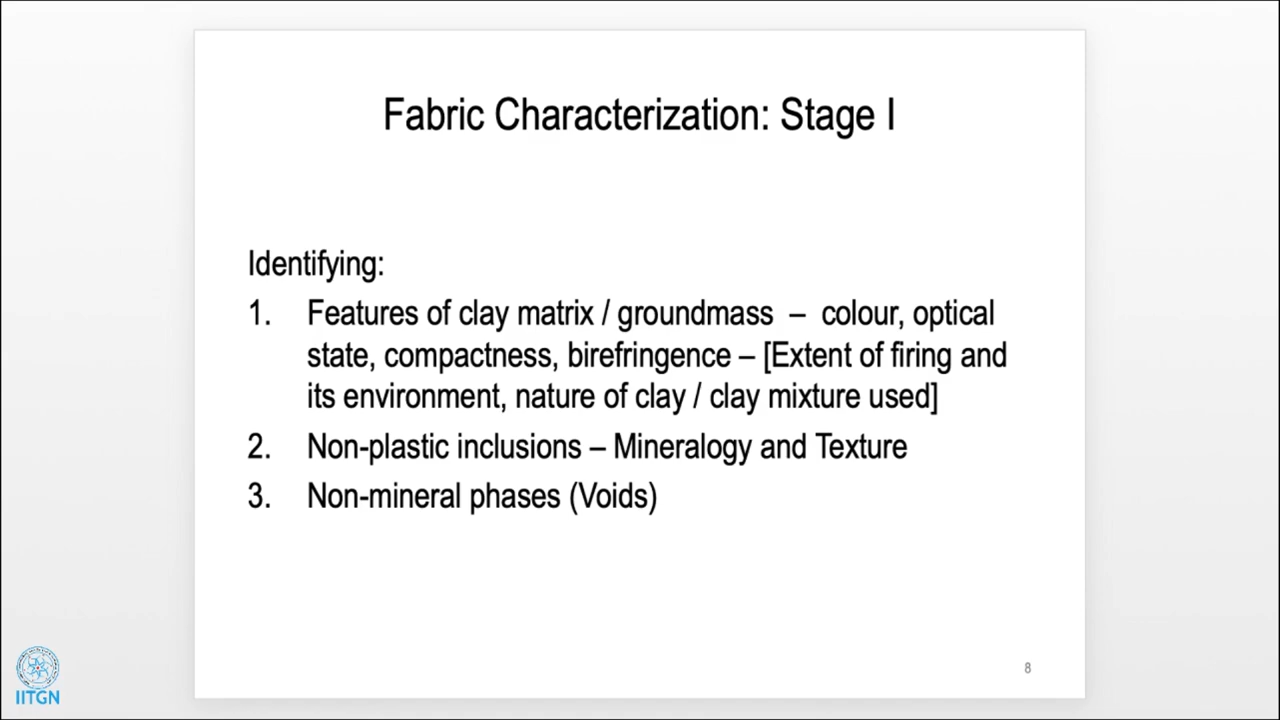 Fabric Characterization: Stage I
Identifying:
1. Features of clay matrix / groundmass – colour, optical
state, compactness, birefringence – [Extent of firing and
its environment, nature of clay / clay mixture used]
2. Non-plastic inclusions – Mineralogy and Texture
3. Non-mineral phases (Voids)
8
IITGN